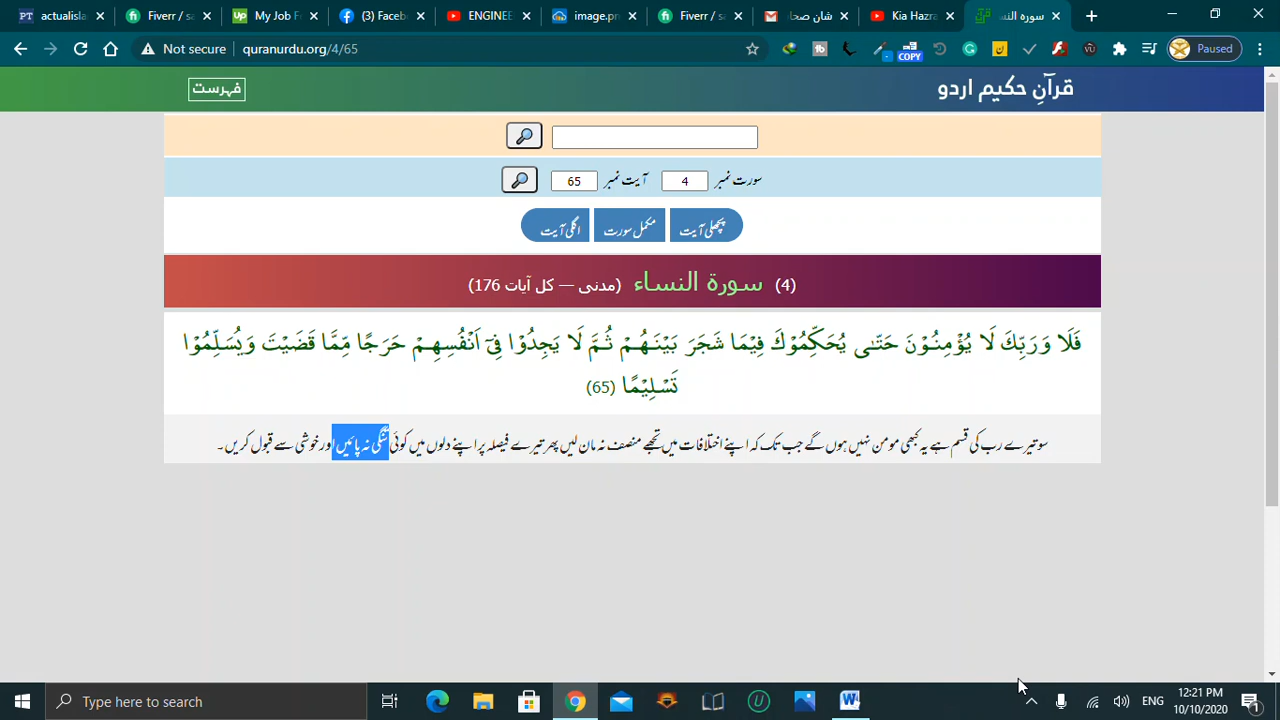 actualisla
Fiverr / sa
My Job F
(3) Faceb
ENGINEE
image.pn
Fiverr / sa
شان صحا
Kia Hazra
سورہ النس
Not secure
quranurdu.org/4/65
COPY
Paused
قرآنِ حکیم اردو
فہرست
سورت نمبر 4 آیت نمبر 65
پچھلی آیت
مکمل سورت
اگلی آیت
(4) سورة النساء (مدنی — کل آیات 176)
فَلَا وَرَبِّكَ لَا يُؤْمِنُـوْنَ حَتّـٰى يُحَكِّمُوْكَ فِيْمَا شَجَرَ بَيْنَـهُـمْ ثُـمَّ لَا يَجِدُوْا فِىٓ اَنْفُسِهِـمْ حَرَجًا مِّمَّا قَضَيْتَ وَيُسَلِّمُوْا
تَسْلِيْمًا (65)
سو تیرے رب کی قسم ہے یہ کبھی مومن نہیں ہوں گے جب تک کہ اپنے اختلافات میں تجھے منصف نہ مان لیں پھر تیرے فیصلہ پر اپنے دلوں میں کوئی تنگی نہ پائیں اور خوشی سے قبول کریں۔
Type here to search
ENG
12:21 PM
10/10/2020